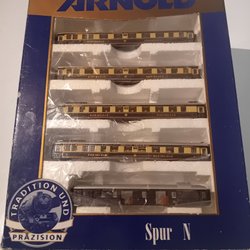 ARNOLD
TRADITION UND
PRÄZISION
Spur N